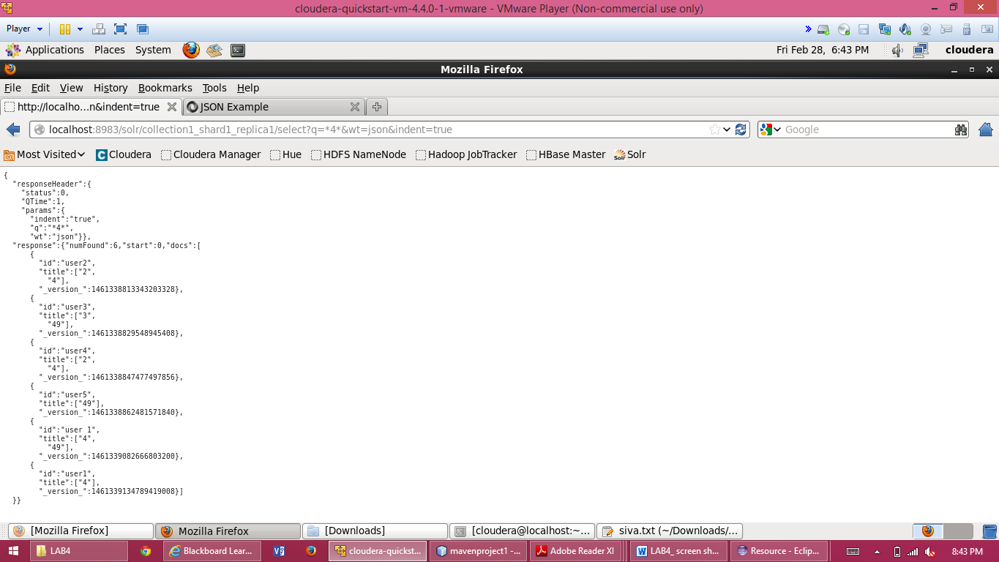 cloudera-quickstart-vm-4.4.0-1-vmware - VMware Player (Non-commercial use only)
Player
Applications Places System Fri Feb 28, 6:43 PM cloudera
Mozilla Firefox
File Edit View History Bookmarks Tools Help
http://localho...n&indent=true JSON Example
localhost:8983/solr/collection1_shard1_replica1/select?q=*4*&wt=json&indent=true Google
Most Visited Cloudera Cloudera Manager Hue HDFS NameNode Hadoop JobTracker HBase Master Solr
{
"responseHeader":{
"status":0,
"QTime":1,
"params":{
"indent":"true",
"q":"*4*",
"wt":"json"}},
"response":{"numFound":6,"start":0,"docs":[
{
"id":"user2",
"title":["2",
"4"],
"_version_":1461338813343203328},
{
"id":"user3",
"title":["3",
"49"],
"_version_":1461338829548945408},
{
"id":"user4",
"title":["2",
"4"],
"_version_":1461338847477497856},
{
"id":"user5",
"title":["49"],
"_version_":1461338862481571840},
{
"id":"user 1",
"title":["4",
"49"],
"_version_":1461339082666803200},
{
"id":"user1",
"title":["4"],
"_version_":1461339134789419008}]
}}
[Mozilla Firefox] Mozilla Firefox [Downloads] [cloudera@localhost:~... siva.txt (~/Downloads/...
LAB4 Blackboard Lear... cloudera-quickst... mavenproject1 -... Adobe Reader XI LAB4_ screen sh... Resource - Eclip... 8:43 PM